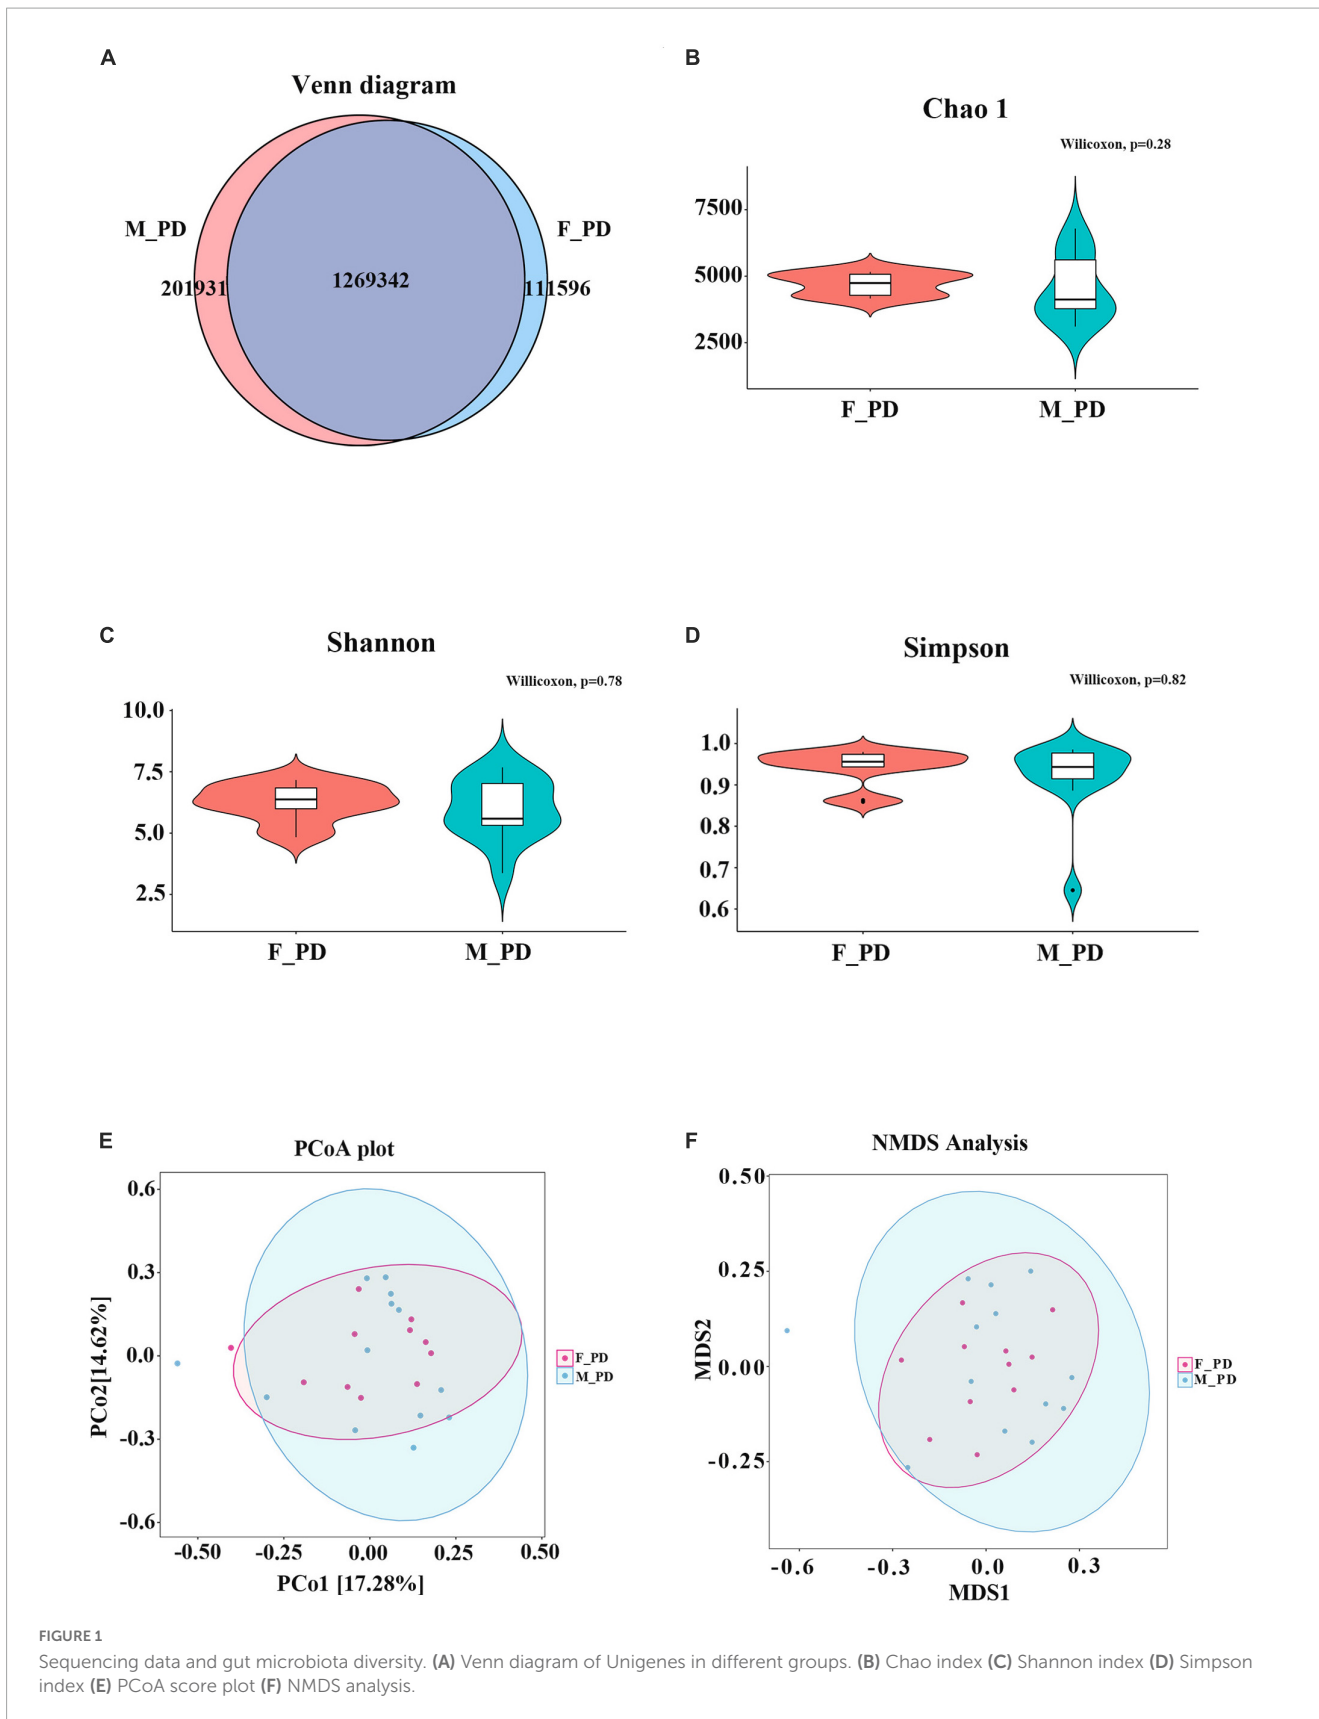 A
Venn diagram
M_PD
F_PD
201931
1269342
111596
B
Chao 1
Wilicoxon, p=0.28
7500
5000
2500
F_PD
M_PD
C
Shannon
Willicoxon, p=0.78
10.0
7.5
5.0
2.5
F_PD
M_PD
D
Simpson
Willicoxon, p=0.82
1.0
0.9
0.8
0.7
0.6
F_PD
M_PD
E
PCoA plot
0.6
0.3
0.0
-0.3
-0.6
PCo2[14.62%]
-0.50
-0.25
0.00
0.25
0.50
PCo1 [17.28%]
F_PD
M_PD
F
NMDS Analysis
0.50
0.25
0.00
-0.25
MDS2
-0.6
-0.3
0.0
0.3
MDS1
F_PD
M_PD
FIGURE 1
Sequencing data and gut microbiota diversity. (A) Venn diagram of Unigenes in different groups. (B) Chao index (C) Shannon index (D) Simpson
index (E) PCoA score plot (F) NMDS analysis.